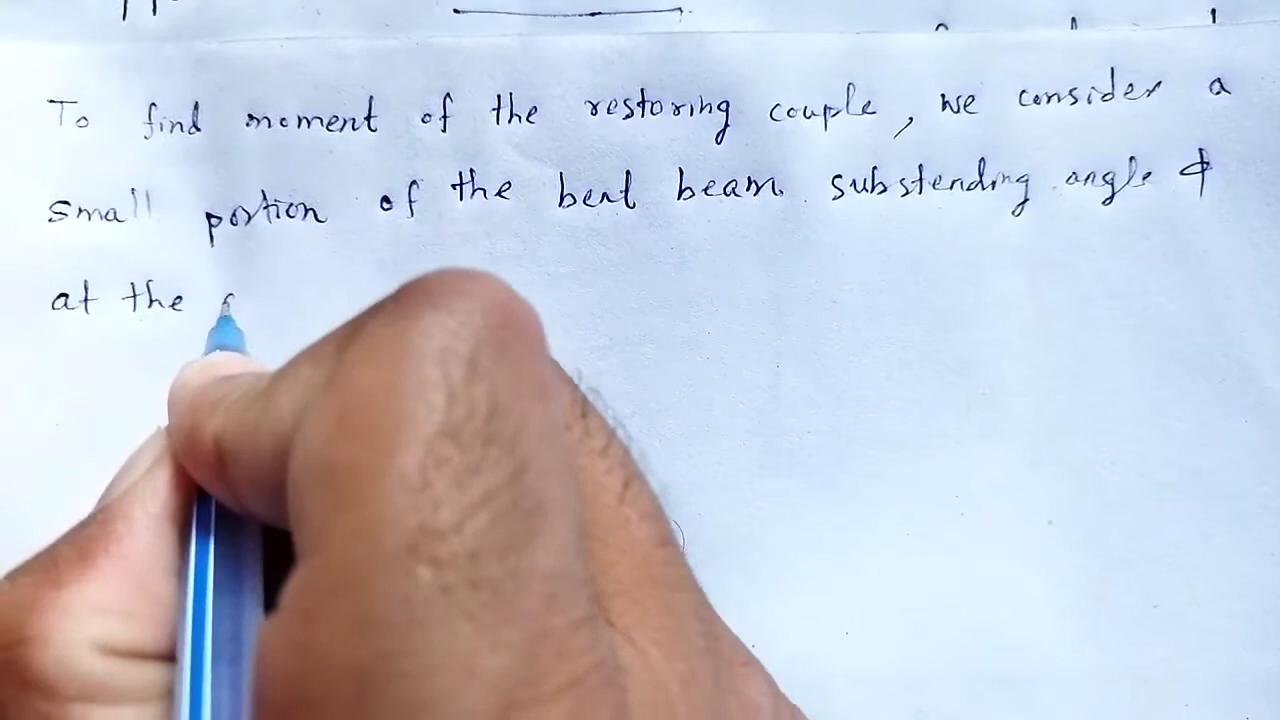 To find moment of the restoring couple, we consider a
small portion of the bent beam substending angle ϕ
at the